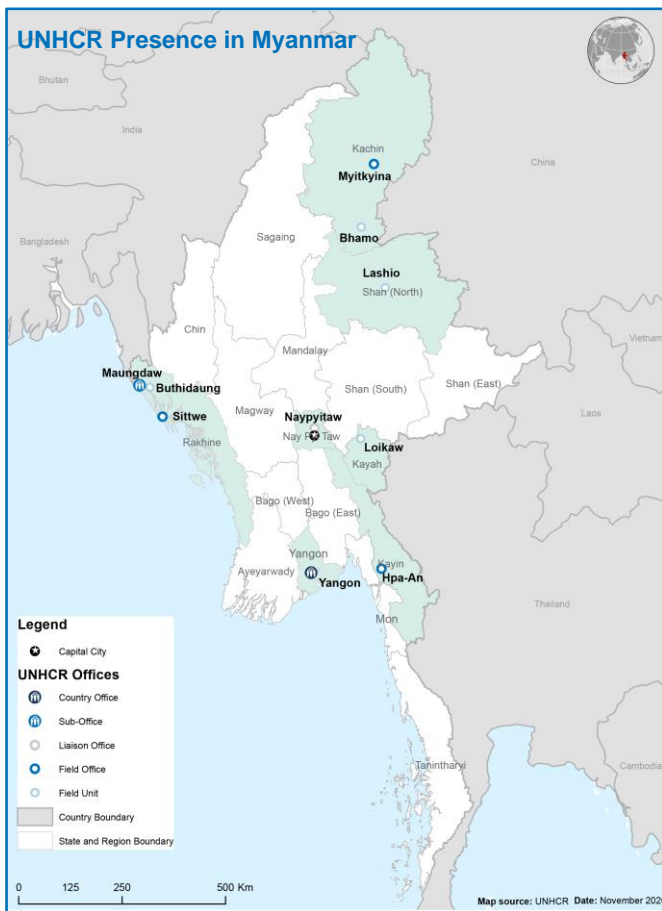 UNHCR Presence in Myanmar
China
Bhutan
India
Kachin
Myitkyina
China
Sagaing
Bhamo
Bangladesh
Lashio
Shan (North)
Chin
Vietnam
Mandalay
Maungdaw
Buthidaung
Shan (South)
Shan (East)
Magway
Naypyitaw
Laos
Sittwe
Nay Pyi Taw
Loikaw
Rakhine
Kayah
Bago (West)
Bago (East)
Yangon
Ayeyarwady
Kayin
Yangon
Hpa-An
Thailand
Mon
Legend
Capital City
UNHCR Offices
Country Office
Sub-Office
Liaison Office
Field Office
Field Unit
Tanintharyi
Cambodia
Country Boundary
State and Region Boundary
0 125 250 500 Km
Map source: UNHCR Date: November